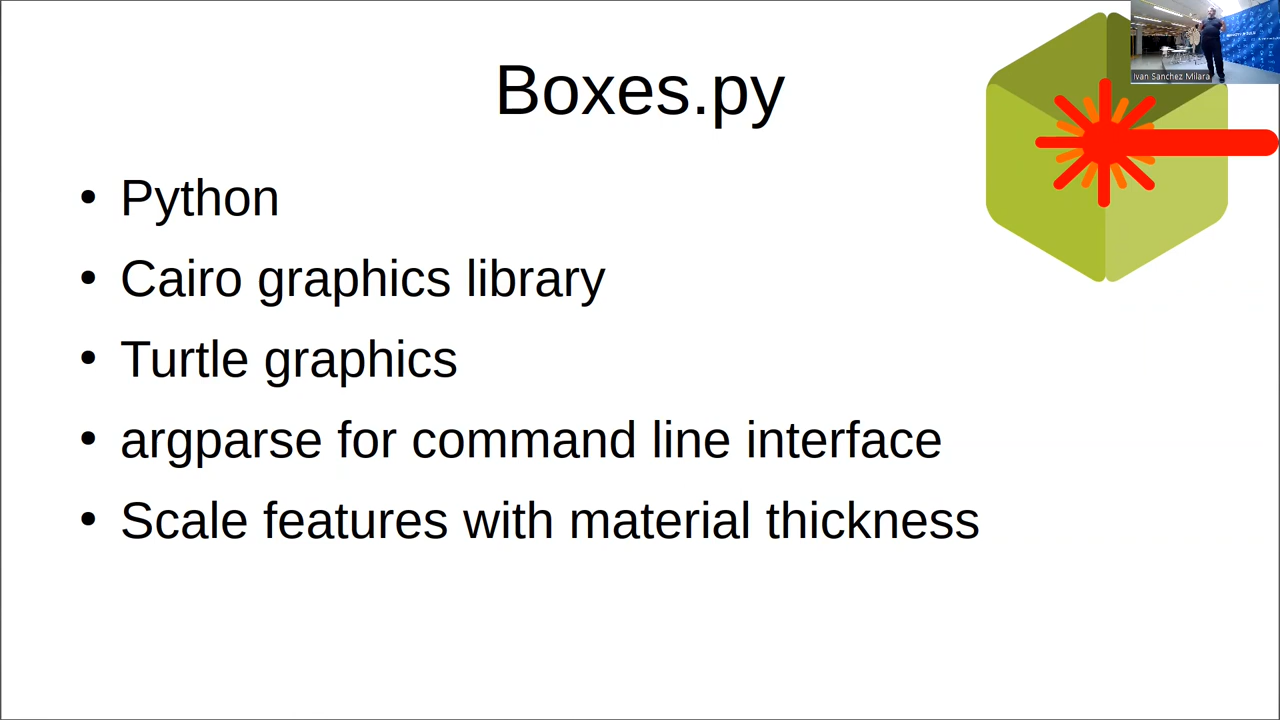 Boxes.py
Ivan Sanchez Milara
• Python
• Cairo graphics library
• Turtle graphics
• argparse for command line interface
• Scale features with material thickness